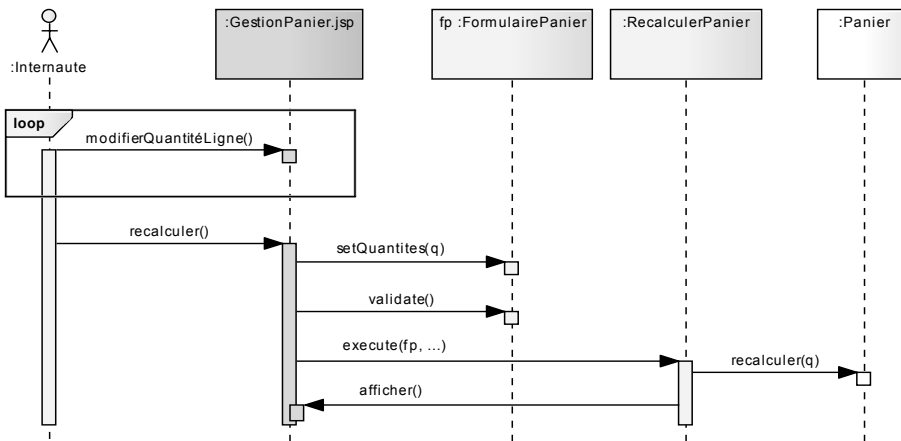 :Internaute
:GestionPanier.jsp
fp :FormulairePanier
:RecalculerPanier
:Panier
loop
modifierQuantitéLigne()
recalculer()
setQuantites(q)
validate()
execute(fp, ...)
recalculer(q)
afficher()